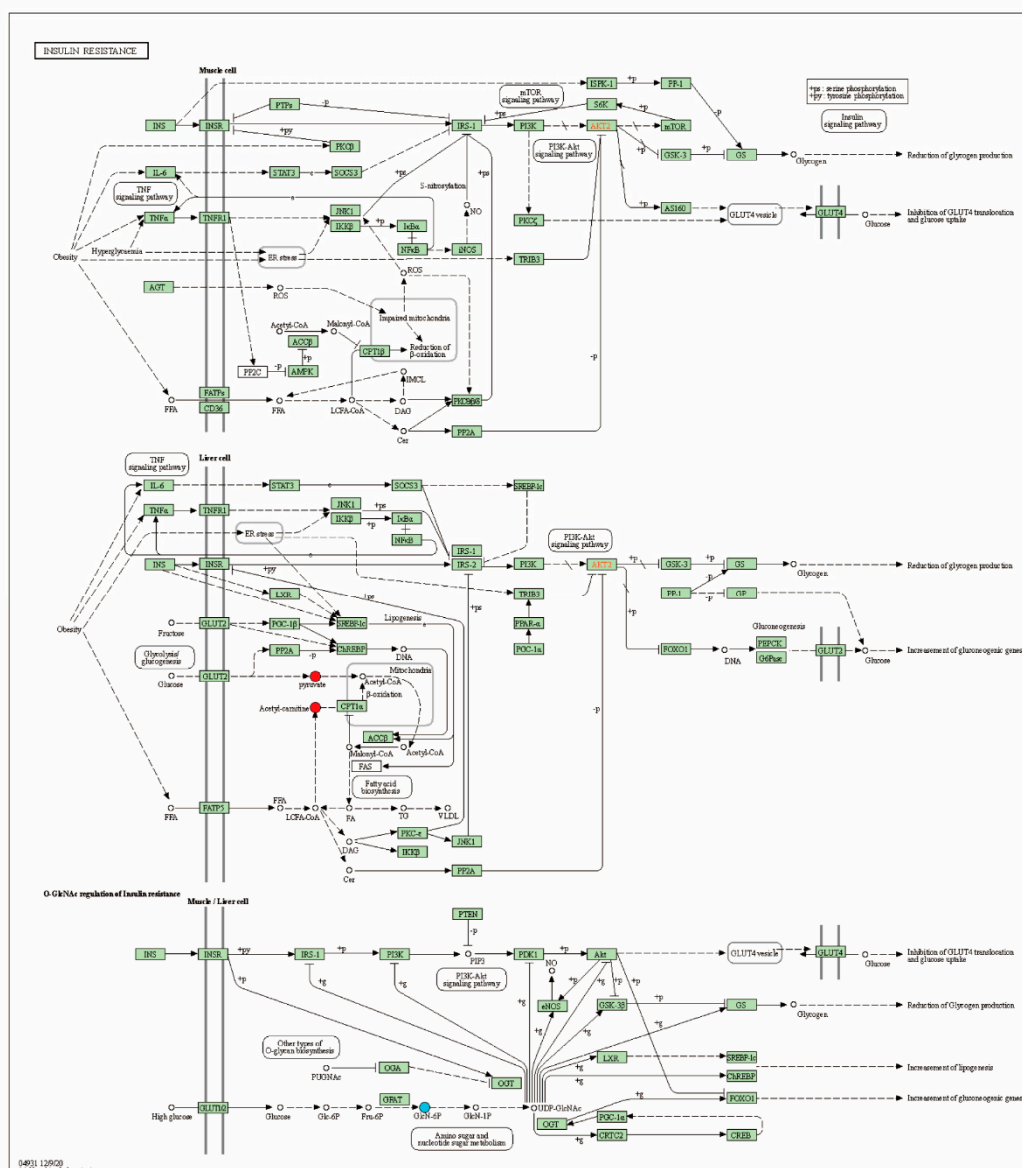 INSULIN RESISTANCE
Muscle cell
mTOR
signaling pathway
ISPK-1
+p
PP-1
+ps : serine phosphorylation
+py : tyrosine phosphorylation
PTPs
-p
+ps
S6K
+p
-p
Insulin
signaling pathway
INS
INSR
IRS-1
PI3K
AKT2
mTOR
+py
+p
PI3K-Akt
signaling pathway
PKCβ
GSK-3
+p
GS
Glycogen
Reduction of glycogen production
TNF
signaling pathway
IL-6
STAT3
e
SOCS3
+ps
+ps
S-nitrosylation
+p
TNFα
TNFR1
JNK1
IKKβ
+p
IκBα
NO
PKCζ
AS160
GLUT4 vesicle
GLUT4
Glucose
Inhibition of GLUT4 translocation
and glucose uptake
Hyperglycaemia
Obesity
ER stress
NFκB
iNOS
TRIB3
ROS
AGT
ROS
Impaired mitochondria
Acetyl-CoA
Malonyl-CoA
ACCβ
+p
CPT1β
Reduction of
β-oxidation
PP2C
-p
AMPK
-p
IMCL
FATPs
CD36
FFA
FFA
LCFA-CoA
DAG
Cer
PP2A
Liver cell
TNF
signaling pathway
IL-6
STAT3
e
SOCS3
SREBP-1c
TNFα
TNFR1
JNK1
IKKβ
+ps
+p
IκBα
NFκB
ER stress
PI3K-Akt
signaling pathway
IRS-1
IRS-2
INS
INSR
+py
PI3K
AKT2
+p
GSK-3
+p
GS
Glycogen
Reduction of glycogen production
+ps
+ps
-p
PP-1
-p
GP
LXR
TRIB3
+p
Obesity
Fructose
GLUT2
PGC-1β
SREBP-1c
Lipogenesis
e
PPAR-α
Gluconeogenesis
Glycolysis/
glucogenesis
PP2A
-p
ChREBP
DNA
PGC-1α
FOXO1
DNA
PEPCK
G6Pase
GLUT2
Glucose
Increasement of gluroneogenic genes
Glucose
GLUT2
pyruvate
Mitochondria
Acetyl-CoA
β-oxidation
Acetyl-carnitine
CPT1α
-p
ACCβ
Malonyl-CoA
Acetyl-CoA
FAS
Fatty acid
biosynthesis
FFA
FATP5
FFA
LCFA-CoA
FA
TG
VLDL
PKC-ε
DAG
IKKβ
JNK1
Cer
PP2A
O-GlcNAc regulation of Insulin resistance
Muscle / Liver cell
PTEN
-p
INS
INSR
+py
IRS-1
+p
PI3K
PIP3
PDK1
+p
Akt
GLUT4 vesicle
GLUT4
Glucose
Inhibition of GLUT4 translocation
and glucose uptake
+p
+g
+g
PI3K-Akt
signaling pathway
NO
+p
+p
+g
eNOS
GSK-3β
+p
GS
Glycogen
Reduction of Glycogen production
+g
+g
+g
+g
Other types of
O-glycan biosynthesis
PUGNAc
OGA
OGT
+g
LXR
SREBP-1c
Increasement of lipogenesis
+g
ChREBP
High glucose
GLUT1/2
Glucose
Glc-6P
Fru-6P
GFAT
GlcN-6P
GlcN-1P
UDP-GlcNAc
+g
FOXO1
Increasement of gluconeogenic genes
OGT
PGC-1α
Amino sugar and
nucleotide sugar metabolism
+g
CRTC2
CREB
04931 12/9/20